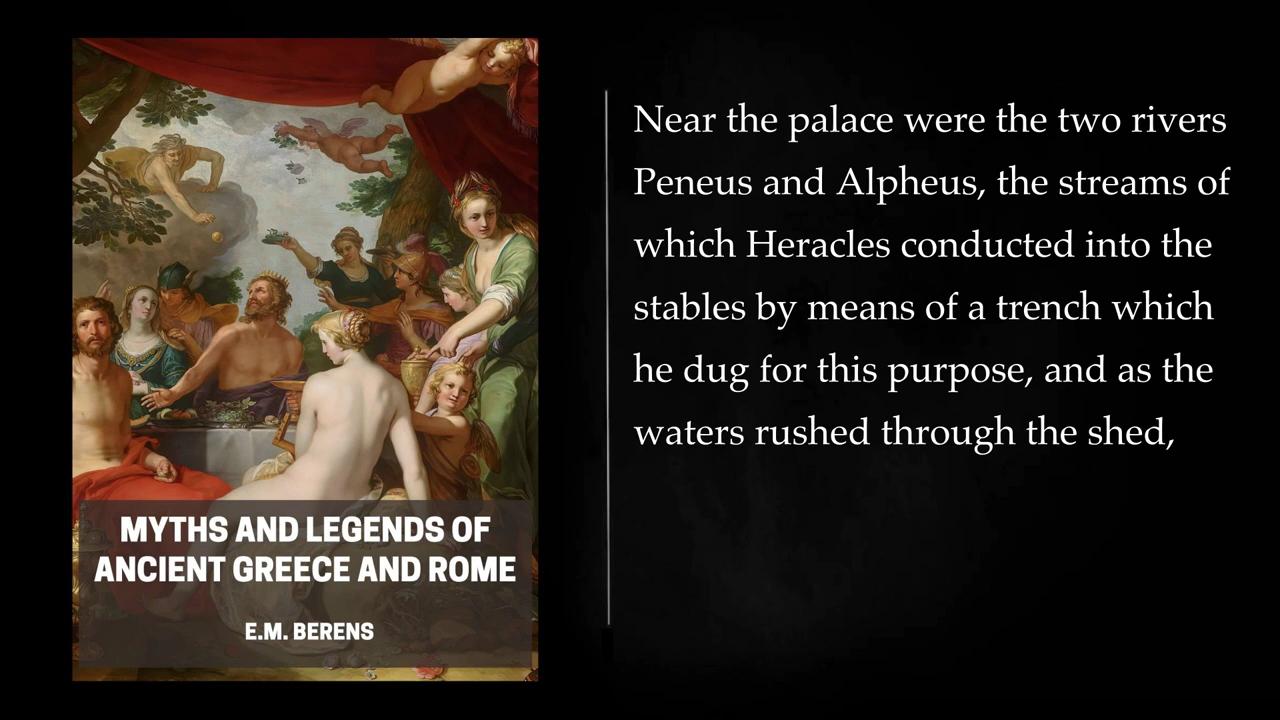 MYTHS AND LEGENDS OF
ANCIENT GREECE AND ROME
E.M. BERENS
Near the palace were the two rivers
Peneus and Alpheus, the streams of
which Heracles conducted into the
stables by means of a trench which
he dug for this purpose, and as the
waters rushed through the shed,